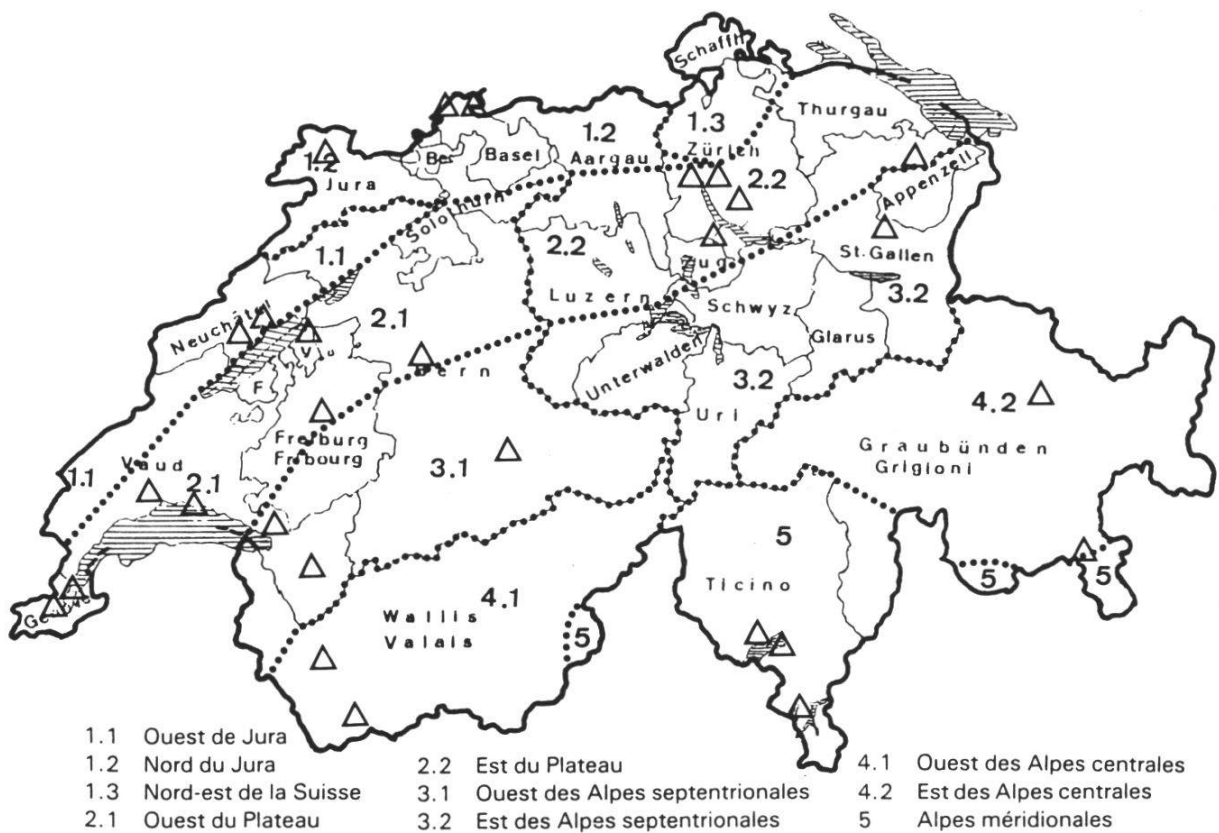 Schaffh
Thurgau
1.3
Zürich
1.2
Aargau
Be
Basel
1.2
Jura
2.2
Appenzell
Solothurn
1.1
2.2
St. Gallen
Zug
Luzern
Schwyz
3.2
Neuchâtel
2.1
Glarus
Unterwalden
Bern
3.2
F
Uri
4.2
Freiburg
Fribourg
Graubünden
Grigioni
3.1
Vaud
1.1
2.1
5
Ticino
5
5
Genève
4.1
Wallis
Valais
5
1.1 Ouest de Jura
1.2 Nord du Jura
1.3 Nord-est de la Suisse
2.1 Ouest du Plateau
2.2 Est du Plateau
3.1 Ouest des Alpes septentrionales
3.2 Est des Alpes septentrionales
4.1 Ouest des Alpes centrales
4.2 Est des Alpes centrales
5 Alpes méridionales